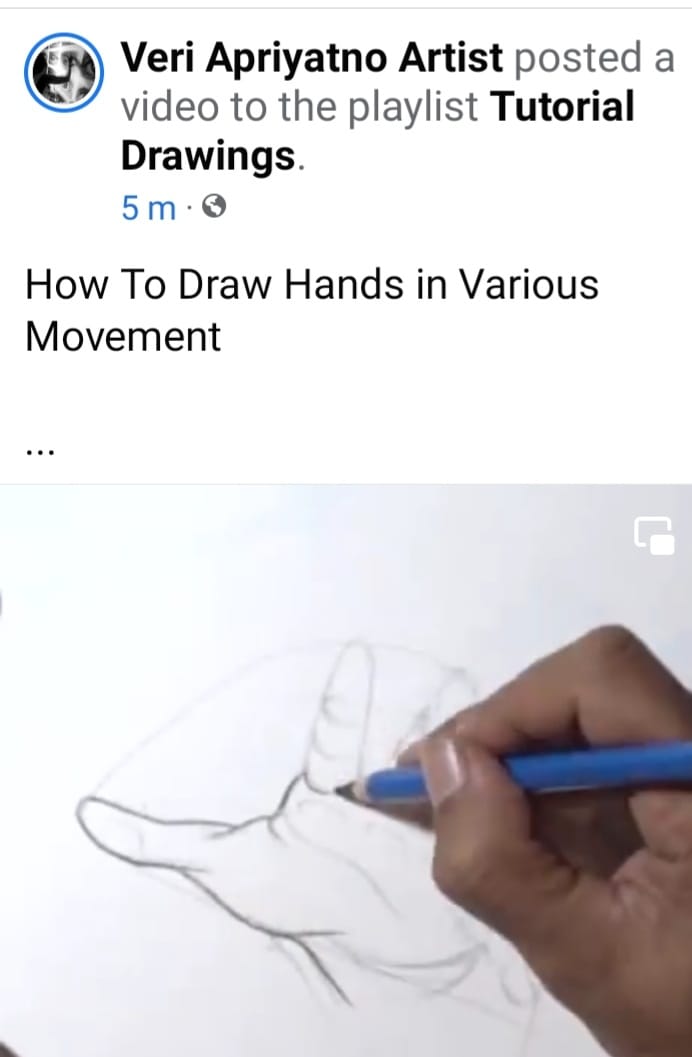 Veri Apriyatno Artist posted a
video to the playlist Tutorial
Drawings.
5 m ·
How To Draw Hands in Various
Movement
...